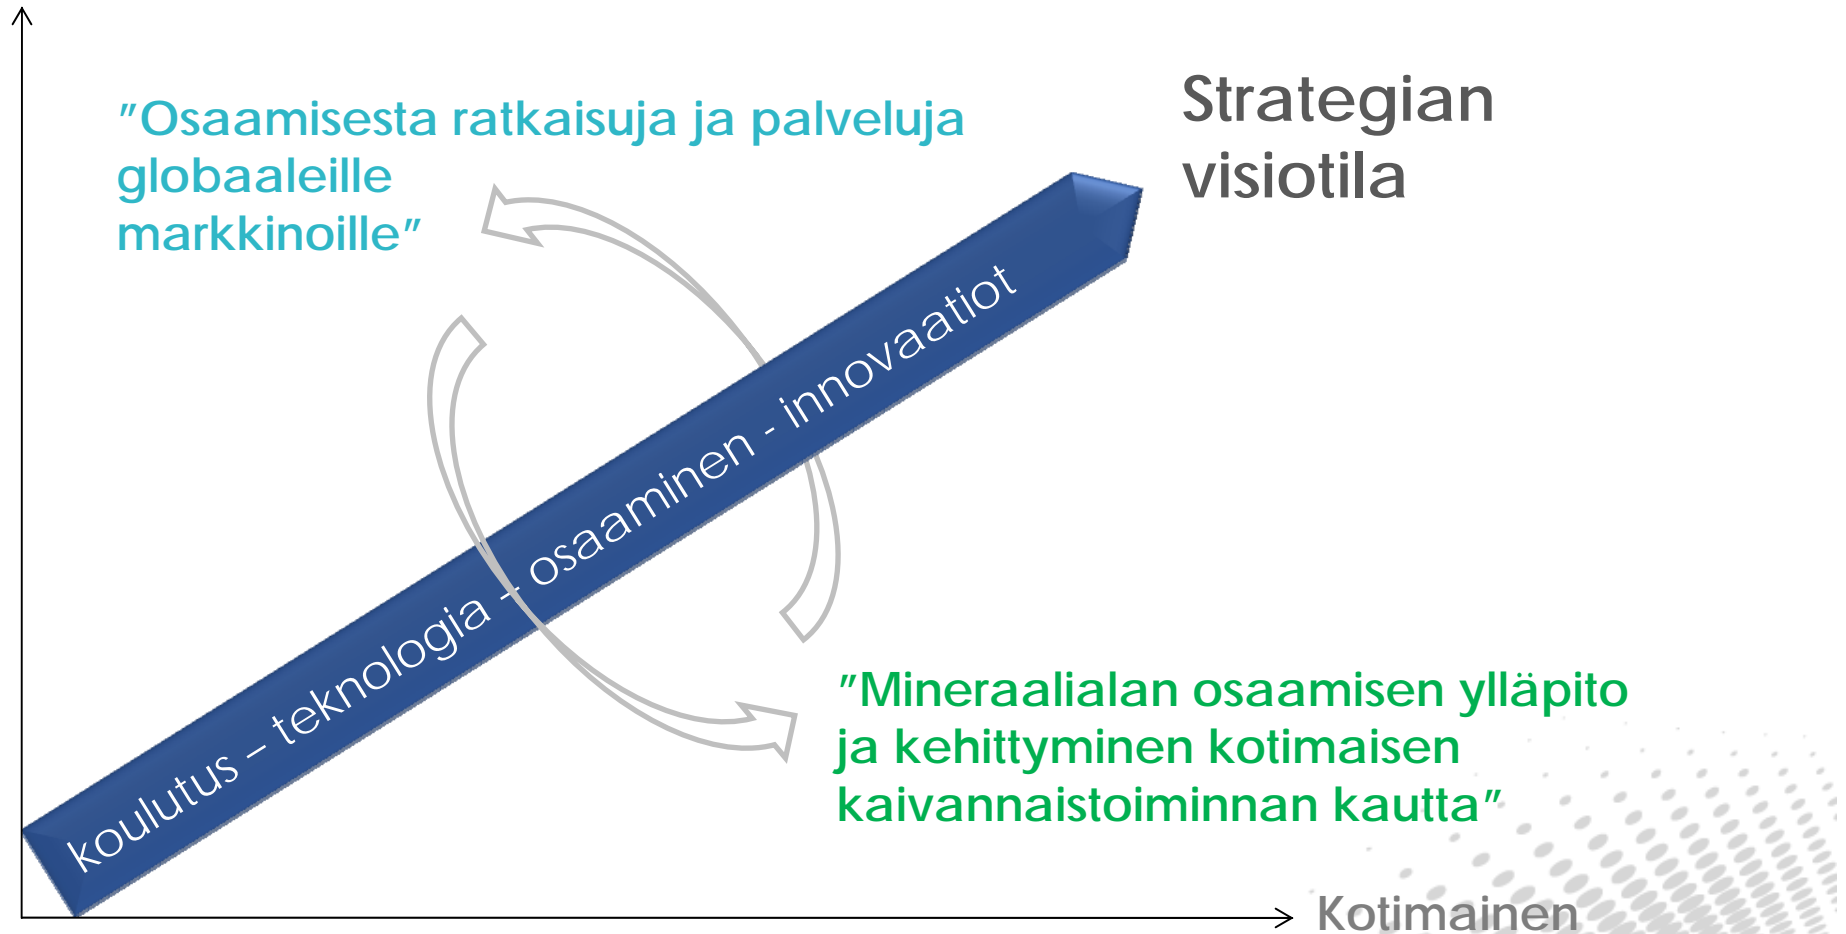 "Osaamisesta ratkaisuja ja palveluja
globaaleille
markkinoille"
Strategian
visiotila
koulutus – teknologia – osaaminen - innovaatiot
"Mineraalialan osaamisen ylläpito
ja kehittyminen kotimaisen
kaivannaistoiminnan kautta"
Kotimainen